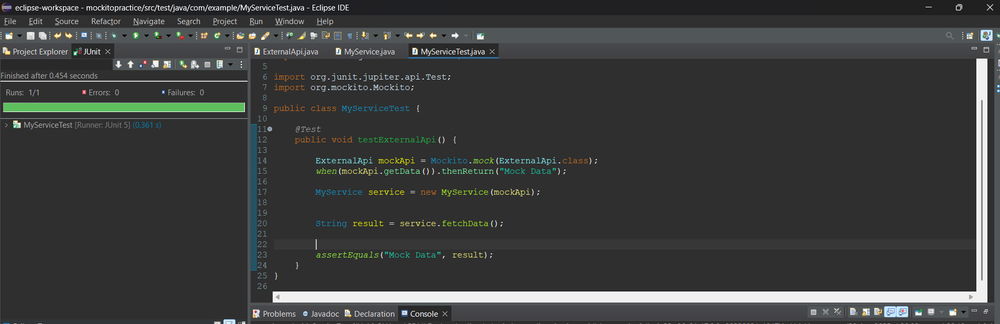 eclipse-workspace - mockitopractice/src/test/java/com/example/MyServiceTest.java - Eclipse IDE
File Edit Source Refactor Navigate Search Project Run Window Help
Project Explorer JUnit
ExternalApi.java MyService.java MyServiceTest.java
Finished after 0.454 seconds
Runs: 1/1 Errors: 0 Failures: 0
MyServiceTest [Runner: JUnit 5] (0.361 s)
5
6 import org.junit.jupiter.api.Test;
7 import org.mockito.Mockito;
8
9 public class MyServiceTest {
10
11 @Test
12 public void testExternalApi() {
13
14 ExternalApi mockApi = Mockito.mock(ExternalApi.class);
15 when(mockApi.getData()).thenReturn("Mock Data");
16
17 MyService service = new MyService(mockApi);
18
19
20 String result = service.fetchData();
21
22
23 assertEquals("Mock Data", result);
24 }
25 }
26
Problems Javadoc Declaration Console